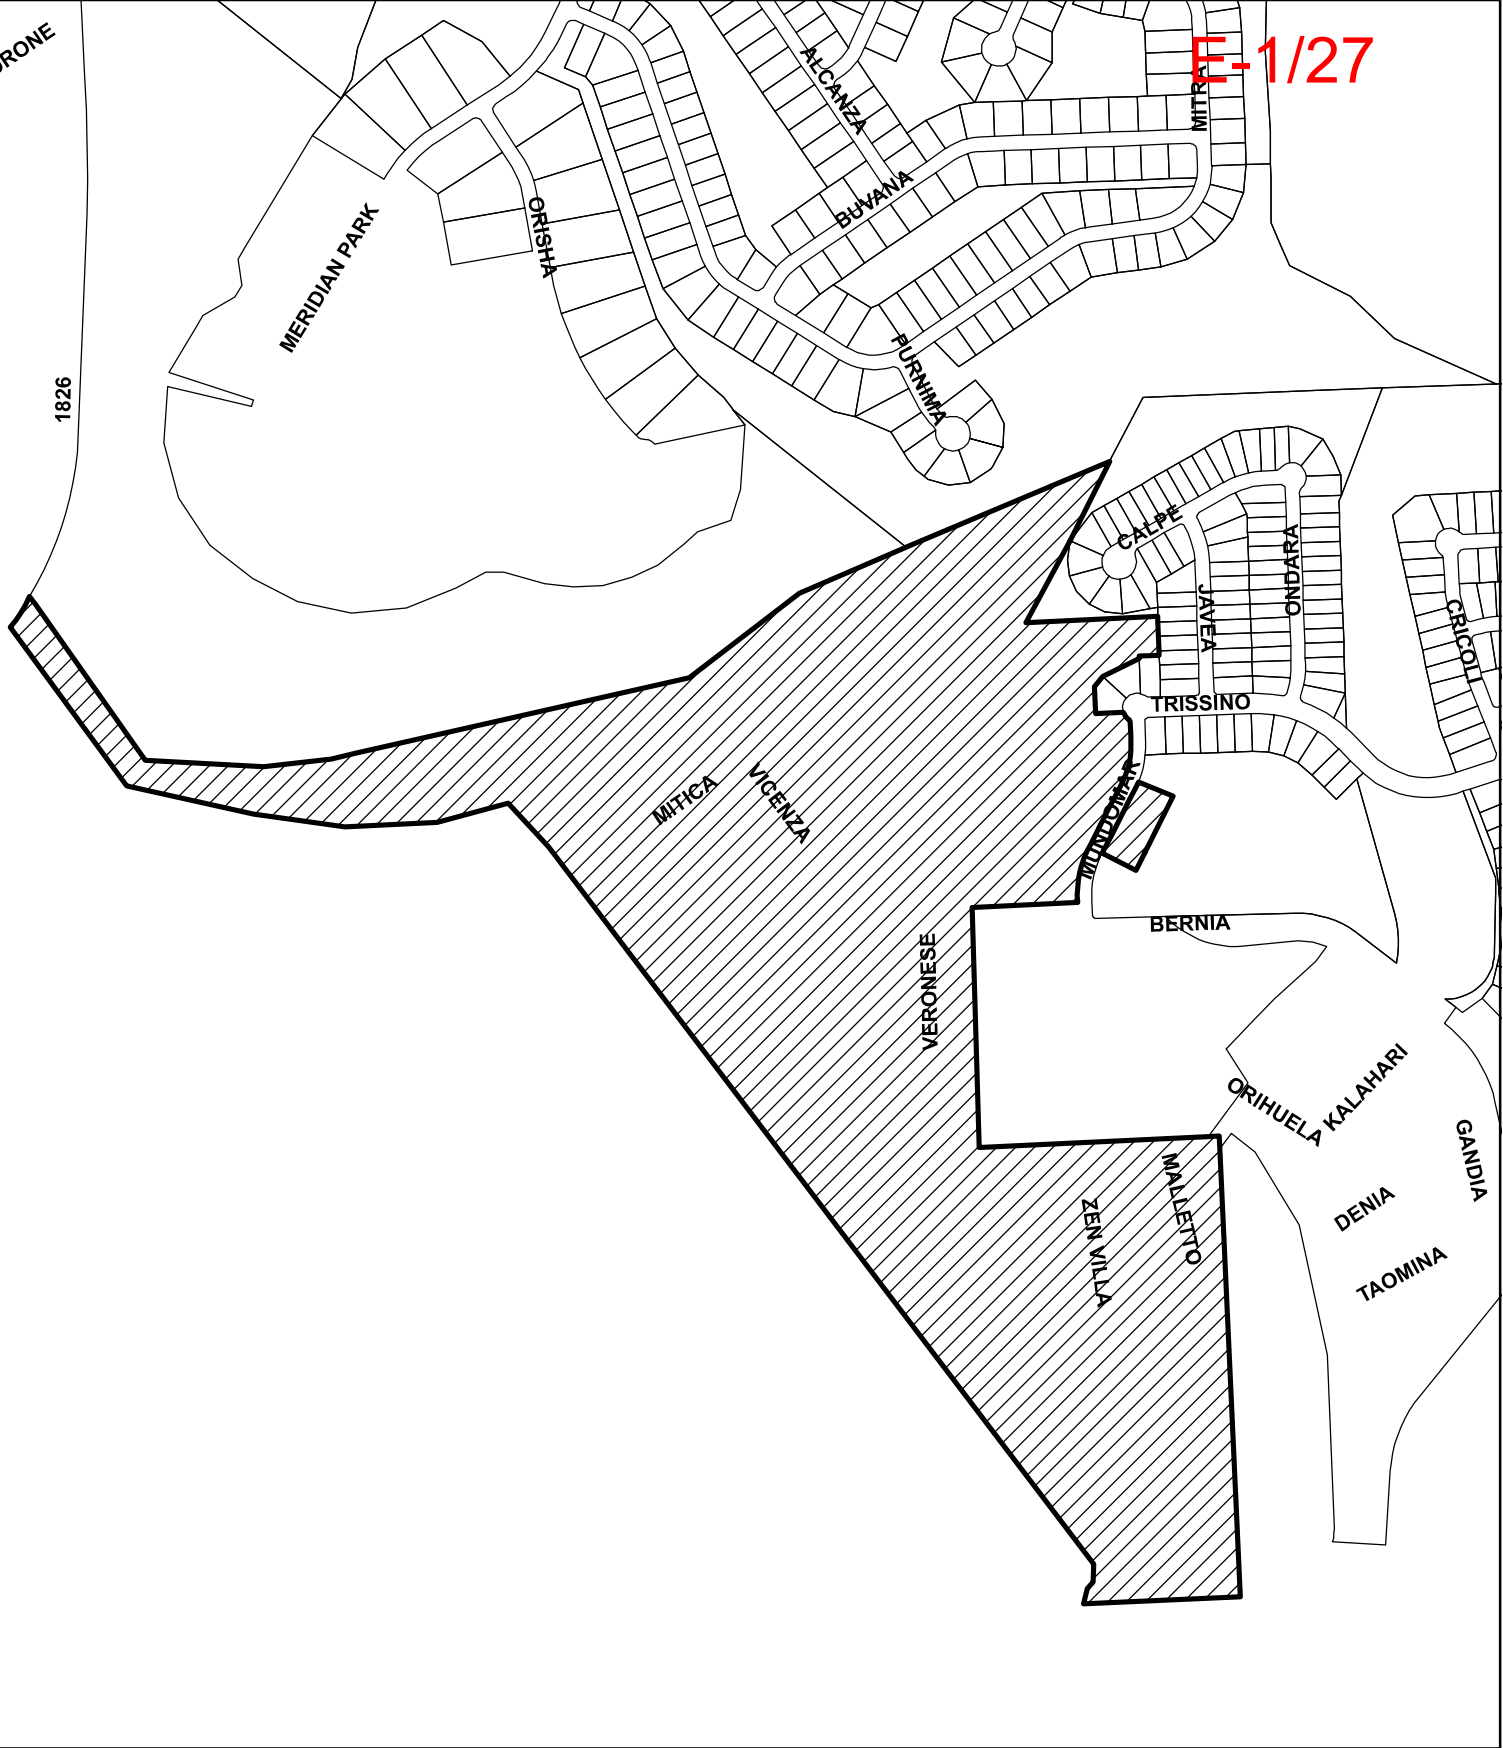 E-1/27
ALCANZA
MITRA
BUVANA
ORISHA
MERIDIAN PARK
1826
PURNIMA
CALPE
ONDARA
JAVEA
CRICOLI
TRISSINO
MITICA
VICENZA
MUNDOMAR
BERNIA
VERONESE
ORIHUELA
KALAHARI
GANDIA
MALLETTO
ZEN VILLA
DENIA
TAOMINA